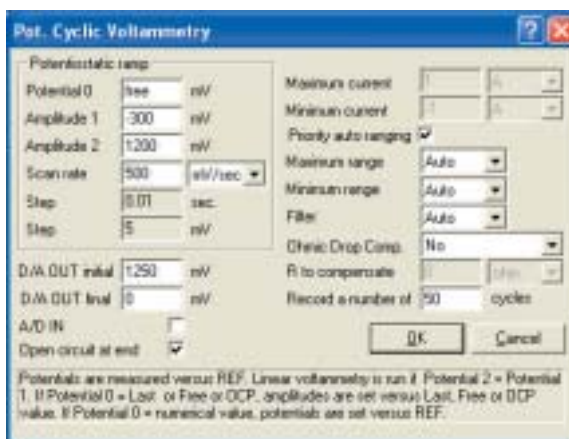 Pot. Cyclic Voltammetry
Potentiostatic ramp
Potential 0 free mV
Amplitude 1 -300 mV
Amplitude 2 1200 mV
Scan rate 500 mV/sec
Step 0.01 sec.
Step 5 mV
D/A OUT initial 1250 mV
D/A OUT final 0 mV
A/D IN
Open circuit at end
Maximum current 1 A
Minimum current -1 A
Priority auto ranging
Maximum range Auto
Minimum range Auto
Filter Auto
Ohmic Drop Comp. No
R to compensate 0 ohm
Record a number of 50 cycles
OK Cancel
Potentials are measured versus REF. Linear voltammetry is run if Potential 2 = Potential
1. If Potential 0 = Last or Free or OCP, amplitudes are set versus Last, Free or OCP
value. If Potential 0 = numerical value, potentials are set versus REF.